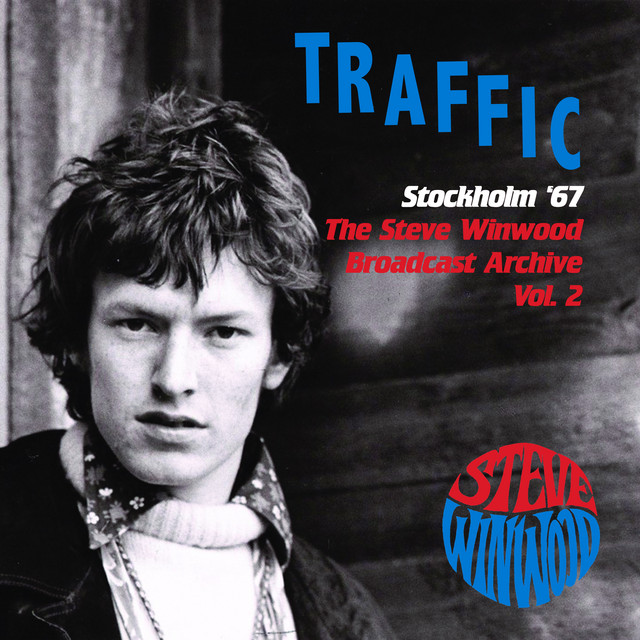 TRAFFIC
Stockholm '67
The Steve Winwood
Broadcast Archive
Vol. 2
STEVE
WINWOOD